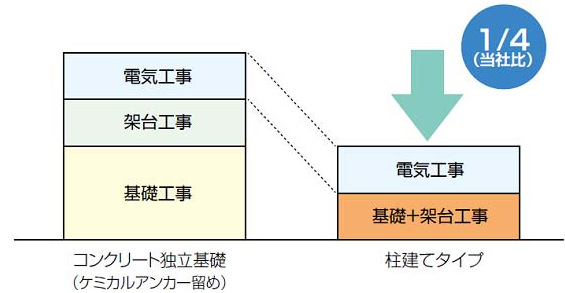 1/4
(当社比)
電気工事
架台工事
基礎工事
電気工事
基礎+架台工事
コンクリート独立基礎
(ケミカルアンカー留め)
柱建てタイプ